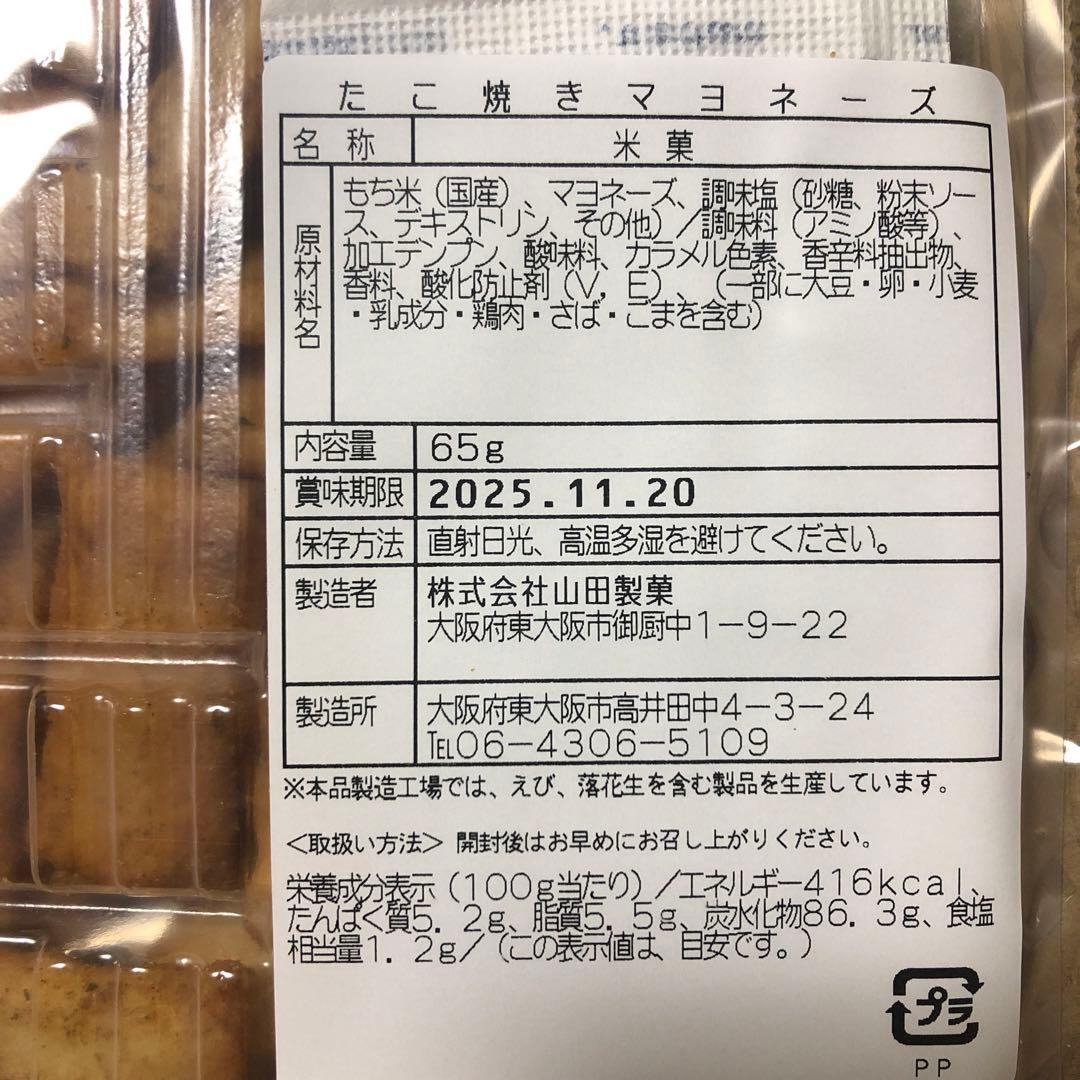 たこ焼きマヨネーズ
名称 米菓
原材料名 もち米（国産）、マヨネーズ、調味塩（砂糖、粉末ソー
ス、デキストリン、その他）／調味料（アミノ酸等）、
加工デンプン、酸味料、カラメル色素、香辛料抽出物、
香料、酸化防止剤（V．E）、（一部に大豆・卵・小麦
・乳成分・鶏肉・さば・ごまを含む）
内容量 65g
賞味期限 2025.11.20
保存方法 直射日光、高温多湿を避けてください。
製造者 株式会社山田製菓
大阪府東大阪市御厨中1－9－22
製造所 大阪府東大阪市高井田中4－3－24
℡06－4306－5109
※本品製造工場では、えび、落花生を含む製品を生産しています。
＜取扱い方法＞ 開封後はお早めにお召し上がりください。
栄養成分表示（100g当たり）／エネルギー416kcal、
たんぱく質5．2g、脂質5．5g、炭水化物86．3g、食塩
相当量1．2g／（この表示値は、目安です。）
プラ
PP